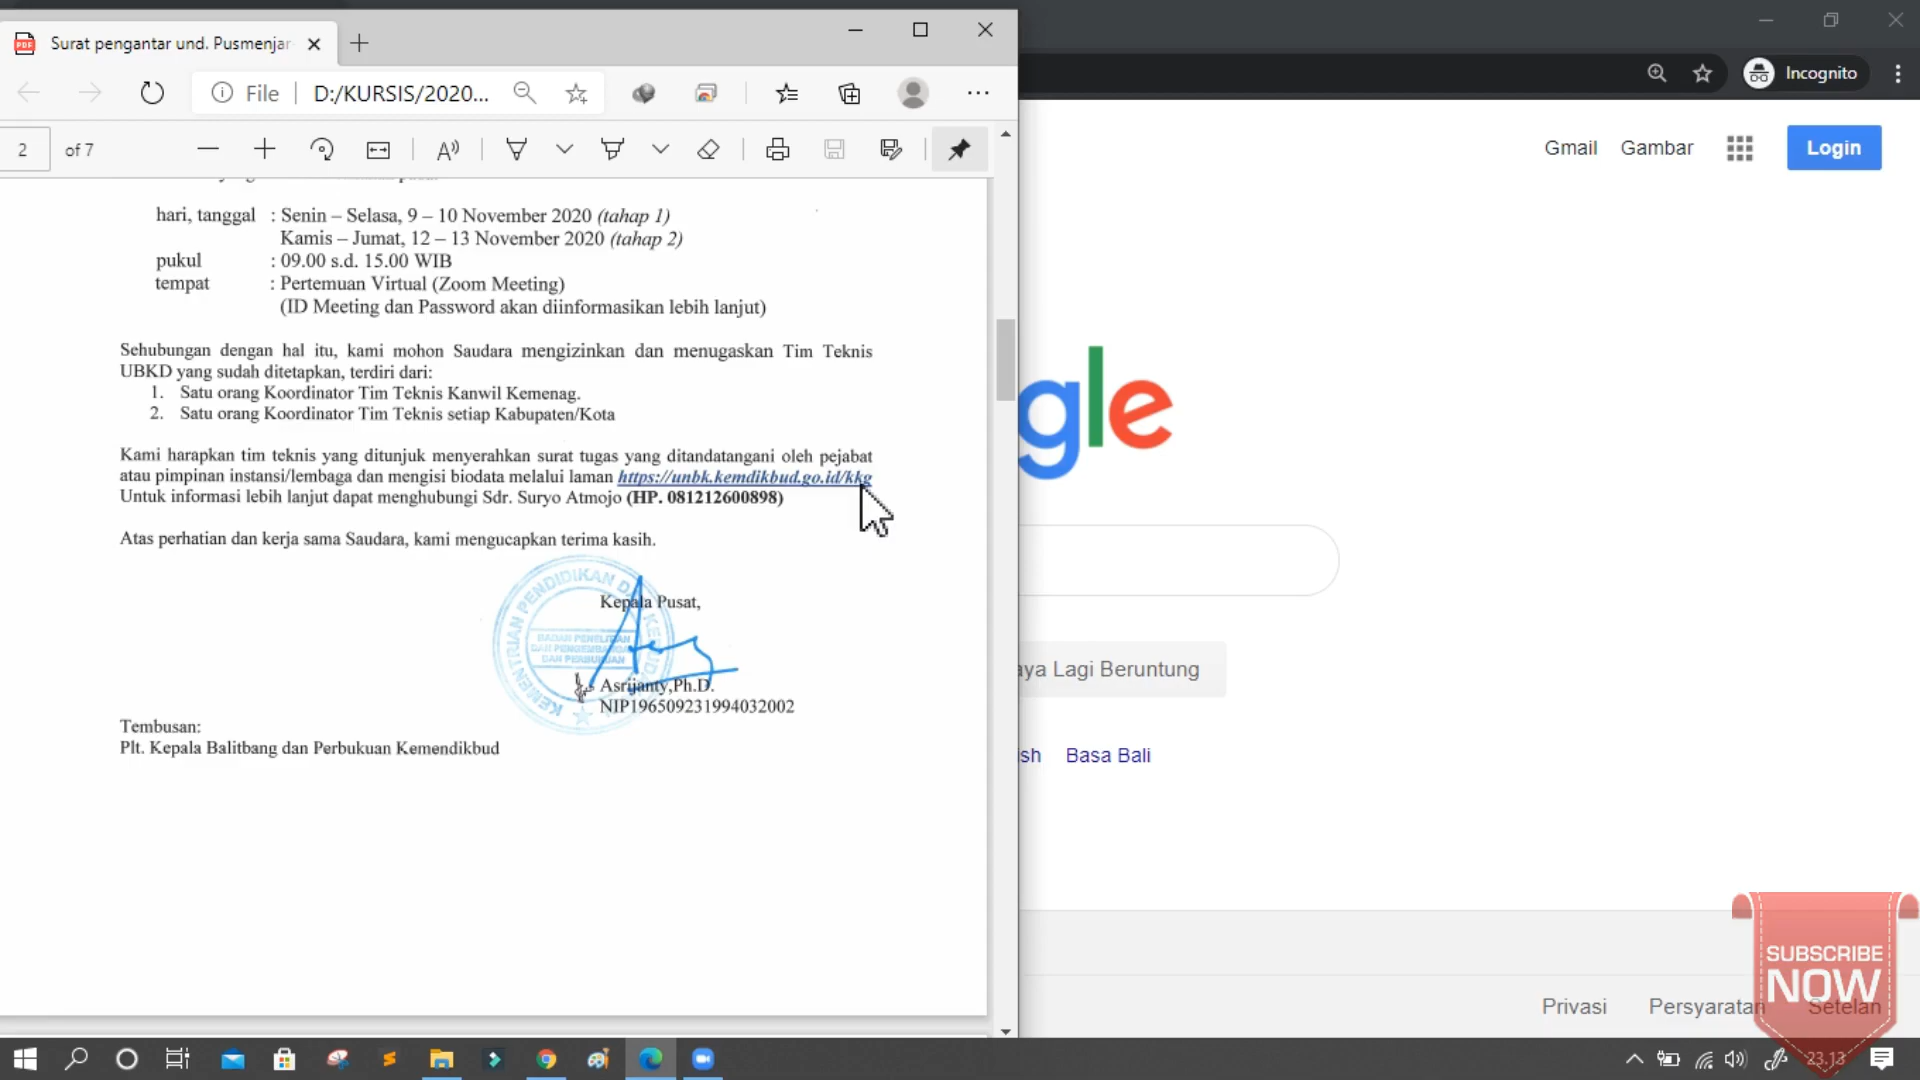 Surat pengantar und. Pusmenjar
File
D:/KURSIS/2020...
2
of 7
hari, tanggal : Senin – Selasa, 9 – 10 November 2020 (tahap 1)
Kamis – Jumat, 12 – 13 November 2020 (tahap 2)
pukul : 09.00 s.d. 15.00 WIB
tempat : Pertemuan Virtual (Zoom Meeting)
(ID Meeting dan Password akan diinformasikan lebih lanjut)
Sehubungan dengan hal itu, kami mohon Saudara mengizinkan dan menugaskan Tim Teknis
UBKD yang sudah ditetapkan, terdiri dari:
1. Satu orang Koordinator Tim Teknis Kanwil Kemenag.
2. Satu orang Koordinator Tim Teknis setiap Kabupaten/Kota
Kami harapkan tim teknis yang ditunjuk menyerahkan surat tugas yang ditandatangani oleh pejabat
atau pimpinan instansi/lembaga dan mengisi biodata melalui laman https://unbk.kemdikbud.go.id/kkg
Untuk informasi lebih lanjut dapat menghubungi Sdr. Suryo Atmojo (HP. 081212600898)
Atas perhatian dan kerja sama Saudara, kami mengucapkan terima kasih.
Kepala Pusat,
KEMENTRIAN PENDIDIKAN
BADAN PENELITIAN
DAN PERBUKUAN
Asrijanty,Ph.D.
NIP196509231994032002
Tembusan:
Plt. Kepala Balitbang dan Perbukuan Kemendikbud
Incognito
Gmail
Gambar
Login
gle
aya Lagi Beruntung
ish
Basa Bali
Privasi
Persyaratan
Setelan
SUBSCRIBE
NOW
23.13